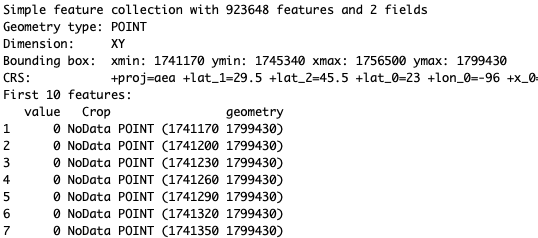 Simple feature collection with 923648 features and 2 fields
Geometry type: POINT
Dimension:     XY
Bounding box:  xmin: 1741170 ymin: 1745340 xmax: 1756500 ymax: 1799430
CRS:           +proj=aea +lat_1=29.5 +lat_2=45.5 +lat_0=23 +lon_0=-96 +x_0=
First 10 features:
  value   Crop                geometry
1     0 NoData POINT (1741170 1799430)
2     0 NoData POINT (1741200 1799430)
3     0 NoData POINT (1741230 1799430)
4     0 NoData POINT (1741260 1799430)
5     0 NoData POINT (1741290 1799430)
6     0 NoData POINT (1741320 1799430)
7     0 NoData POINT (1741350 1799430)